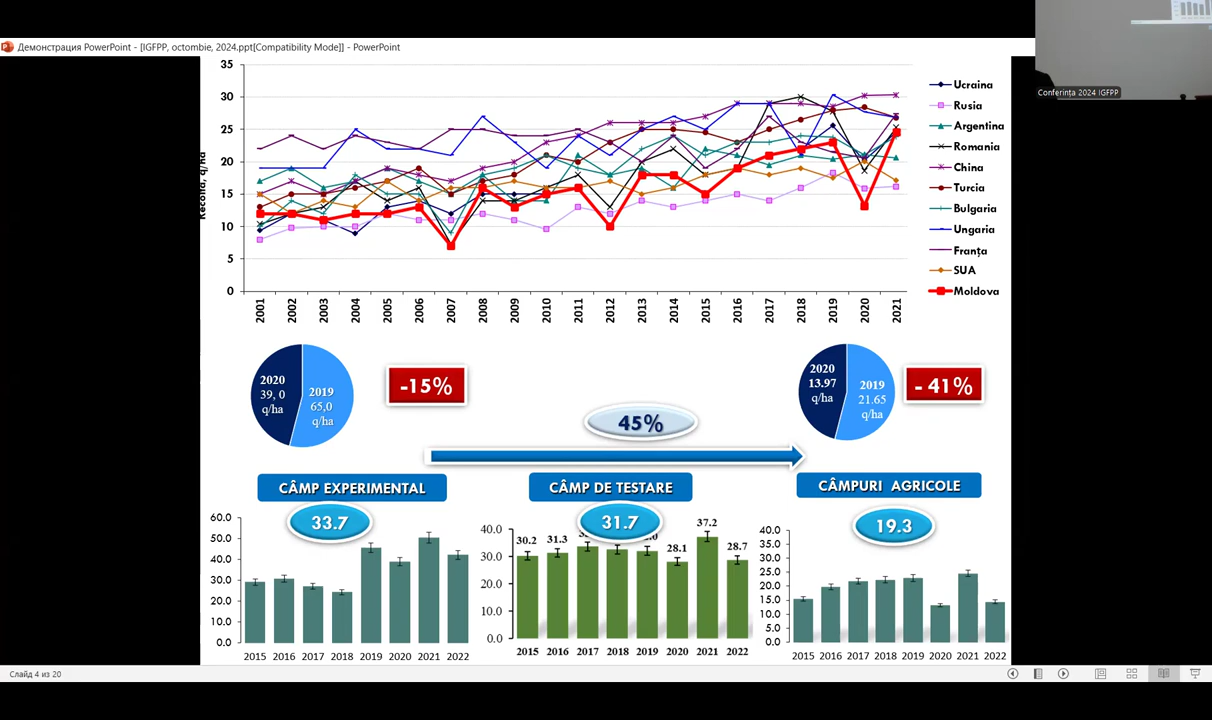 Демонстрация PowerPoint - [IGFPP, octombie, 2024.ppt[Compatibility Mode]] - PowerPoint
Conferința 2024 IGFPP
Recolta, q/ha
35
30
25
20
15
10
5
0
2001 2002 2003 2004 2005 2006 2007 2008 2009 2010 2011 2012 2013 2014 2015 2016 2017 2018 2019 2020 2021
Ucraina
Rusia
Argentina
Romania
China
Turcia
Bulgaria
Ungaria
Franța
SUA
Moldova
2020
39, 0
q/ha
2019
65,0
q/ha
-15%
45%
2020
13.97
q/ha
2019
21.65
q/ha
- 41%
CÂMP EXPERIMENTAL
33.7
60.0
50.0
40.0
30.0
20.0
10.0
0.0
2015 2016 2017 2018 2019 2020 2021 2022
CÂMP DE TESTARE
31.7
40.0
30.0
20.0
10.0
0.0
30.2 31.3 28.1 37.2 28.7
2015 2016 2017 2018 2019 2020 2021 2022
CÂMPURI AGRICOLE
19.3
40.0
35.0
30.0
25.0
20.0
15.0
10.0
5.0
0.0
2015 2016 2017 2018 2019 2020 2021 2022
Слайд 4 из 20